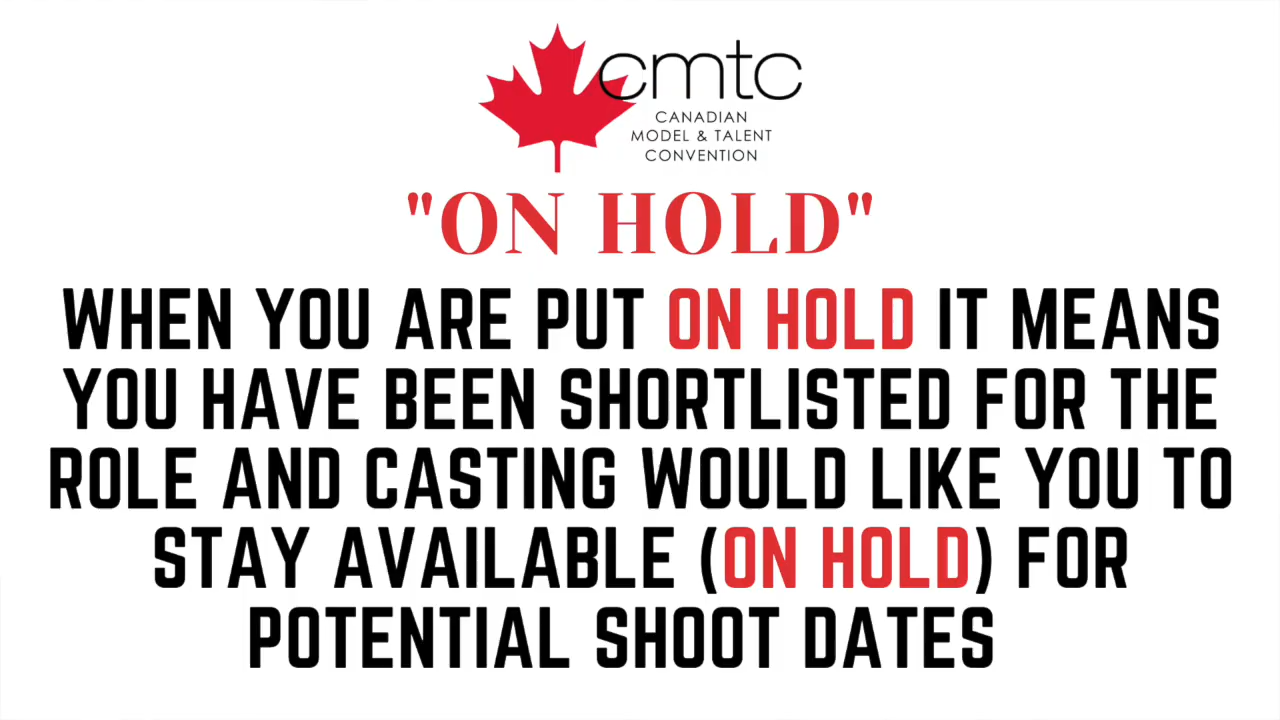 cmtc
CANADIAN
MODEL & TALENT
CONVENTION
"ON HOLD"
WHEN YOU ARE PUT ON HOLD IT MEANS
YOU HAVE BEEN SHORTLISTED FOR THE
ROLE AND CASTING WOULD LIKE YOU TO
STAY AVAILABLE (ON HOLD) FOR
POTENTIAL SHOOT DATES